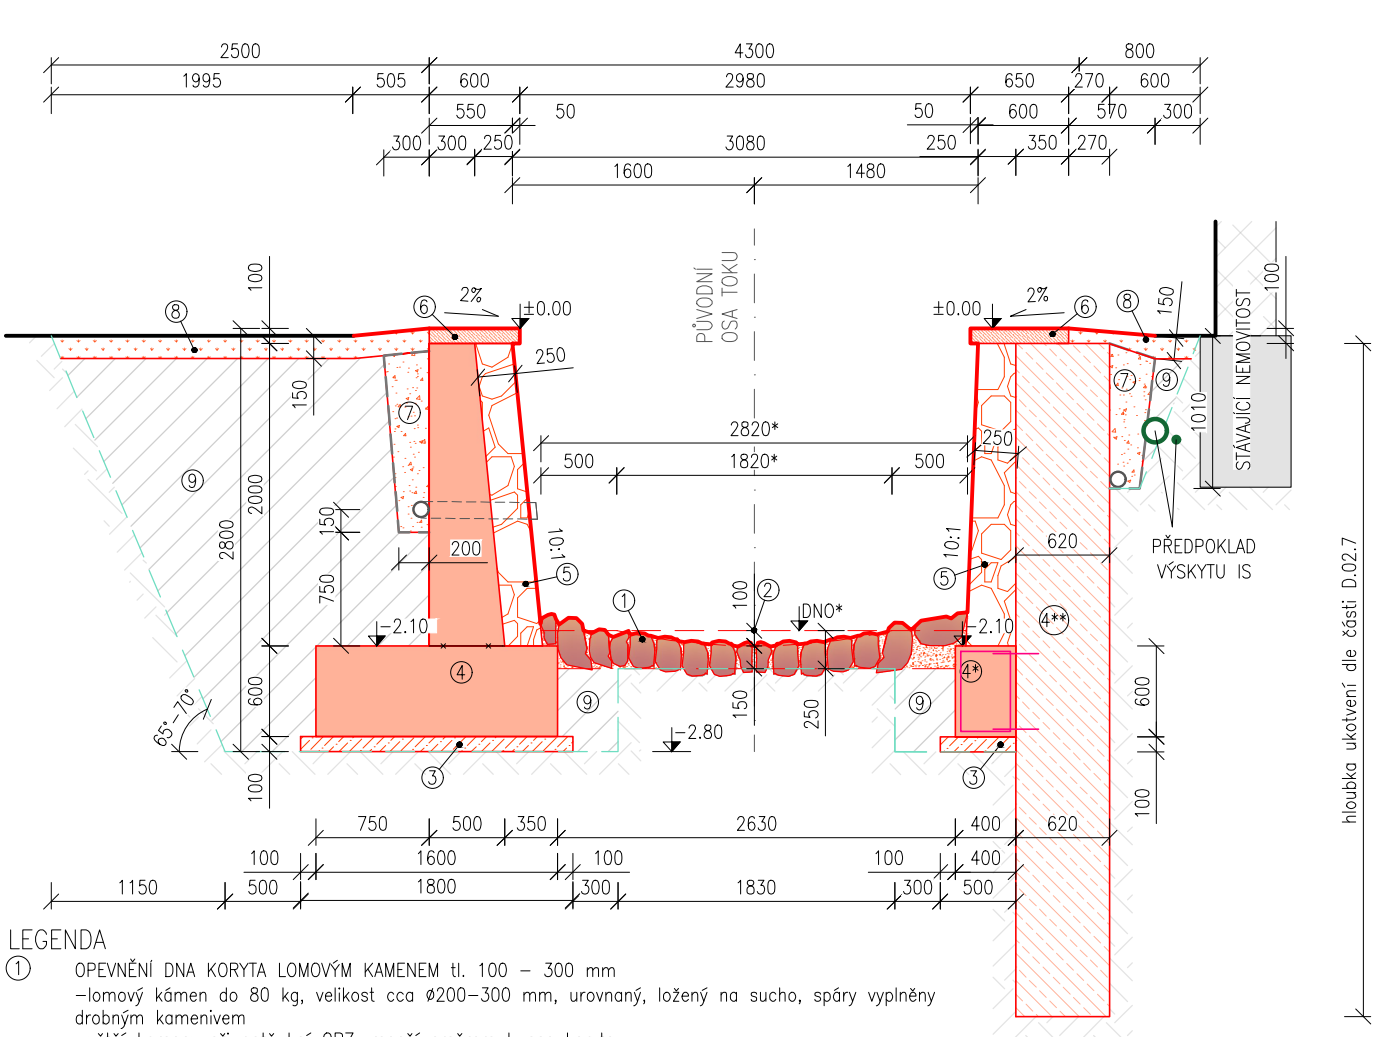 2500 4300 800
1995 505 600 2980 650 270 600
550 50 50 600 570 300
300 300 250 3080 250 350 270
1600 1480
PŮVODNÍ
OSA TOKU
100
8
6
2%
±0.00
±0.00
2%
6
8
150
100
STÁVAJÍCÍ NEMOVITOST
150
250
7
7
9
1010
2820*
250
500 1820* 500
9
2000
2800
150
200
10:1
10:1
620
PŘEDPOKLAD
VÝSKYTU IS
hloubka ukotvení dle části D.02.7
5
5
750
1
100
2
DNO*
4**
-2.10
-2.10
4
4*
600
65°-70°
9
150
250
9
600
-2.80
3
3
100
100
750 500 350 2630 400 620
100 1600 100 100 400
1150 500 1800 300 1830 300 500
LEGENDA
1 OPEVNĚNÍ DNA KORYTA LOMOVÝM KAMENEM tl. 100 - 300 mm
-lomový kámen do 80 kg, velikost cca ø200-300 mm, urovnaný, ložený na sucho, spáry vyplněny
drobným kamenivem